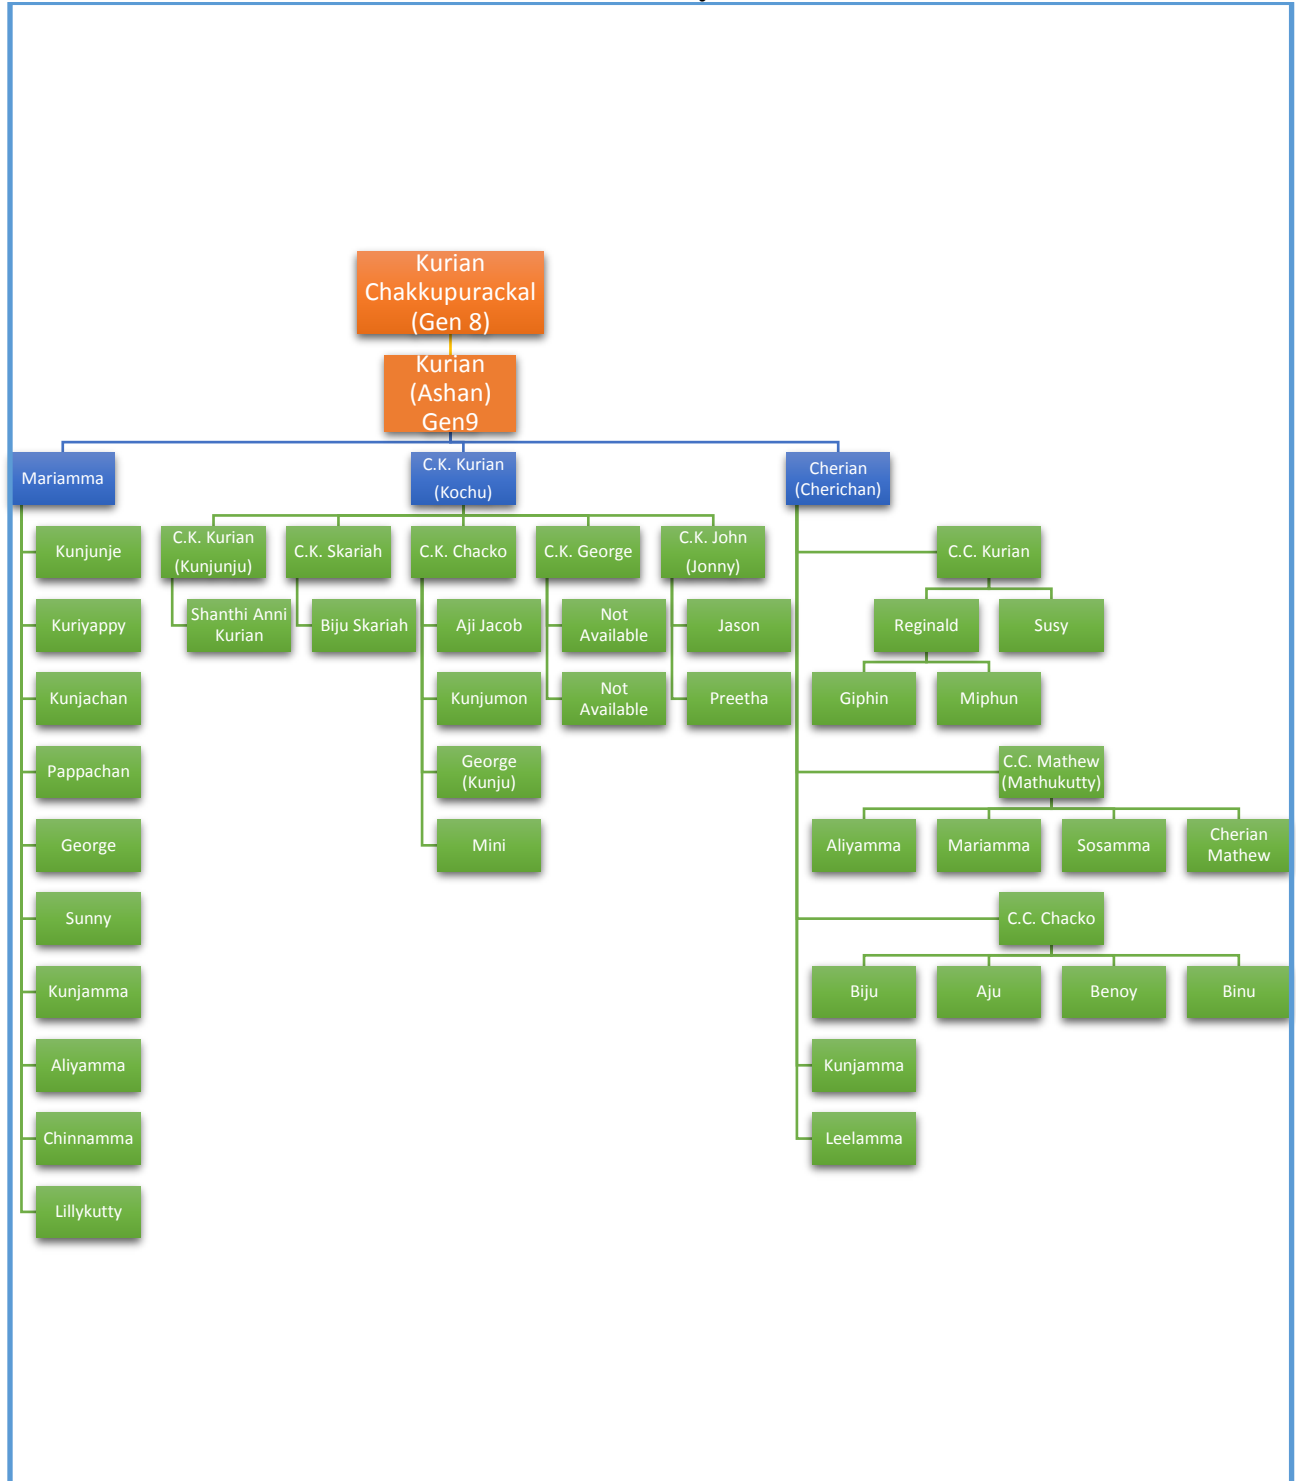 Kurian
Chakkupurackal
(Gen 8)
Kurian
(Ashan)
Gen9
Mariamma
C.K. Kurian
(Kochu)
Cherian
(Cherichan)
Kunjunje
Kuriyappy
Kunjachan
Pappachan
George
Sunny
Kunjamma
Aliyamma
Chinnamma
Lillykutty
C.K. Kurian
(Kunjunju)
Shanthi Anni
Kurian
C.K. Skariah
Biju Skariah
C.K. Chacko
Aji Jacob
Kunjumon
George
(Kunju)
Mini
C.K. George
Not
Available
Not
Available
C.K. John
(Jonny)
Jason
Preetha
C.C. Kurian
Reginald
Susy
Giphin
Miphun
C.C. Mathew
(Mathukutty)
Aliyamma
Mariamma
Sosamma
Cherian
Mathew
C.C. Chacko
Biju
Aju
Benoy
Binu
Kunjamma
Leelamma